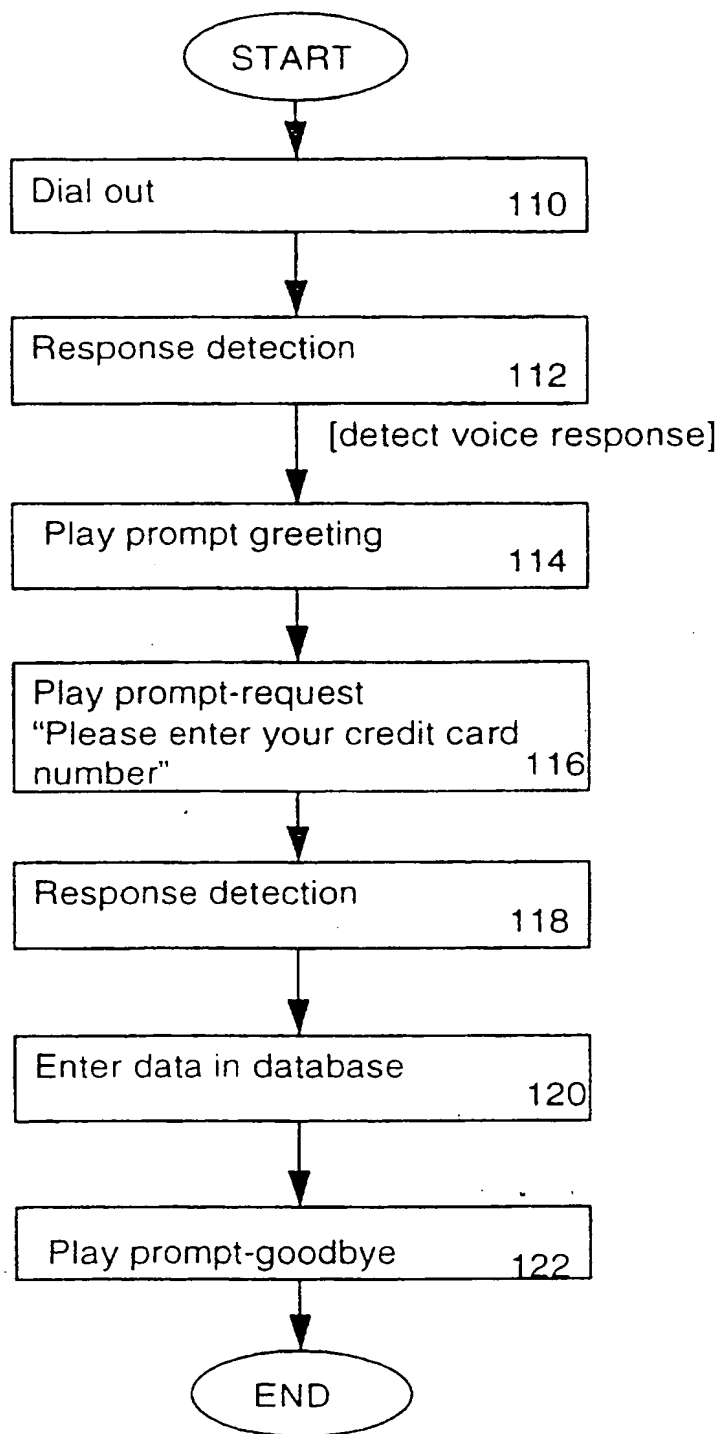 START
Dial out
110
Response detection
112
[detect voice response]
Play prompt greeting
114
Play prompt-request
“Please enter your credit card
number”
116
Response detection
118
Enter data in database
120
Play prompt-goodbye
122
END